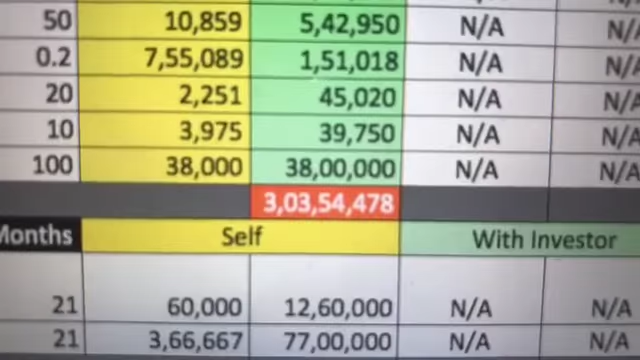 50 10,859 5,42,950 N/A N/A
0.2 7,55,089 1,51,018 N/A N/A
20 2,251 45,020 N/A N/A
10 3,975 39,750 N/A N/A
100 38,000 38,00,000 N/A N/A
3,03,54,478
Months Self With Investor
21 60,000 12,60,000 N/A N/A
21 3,66,667 77,00,000 N/A N/A